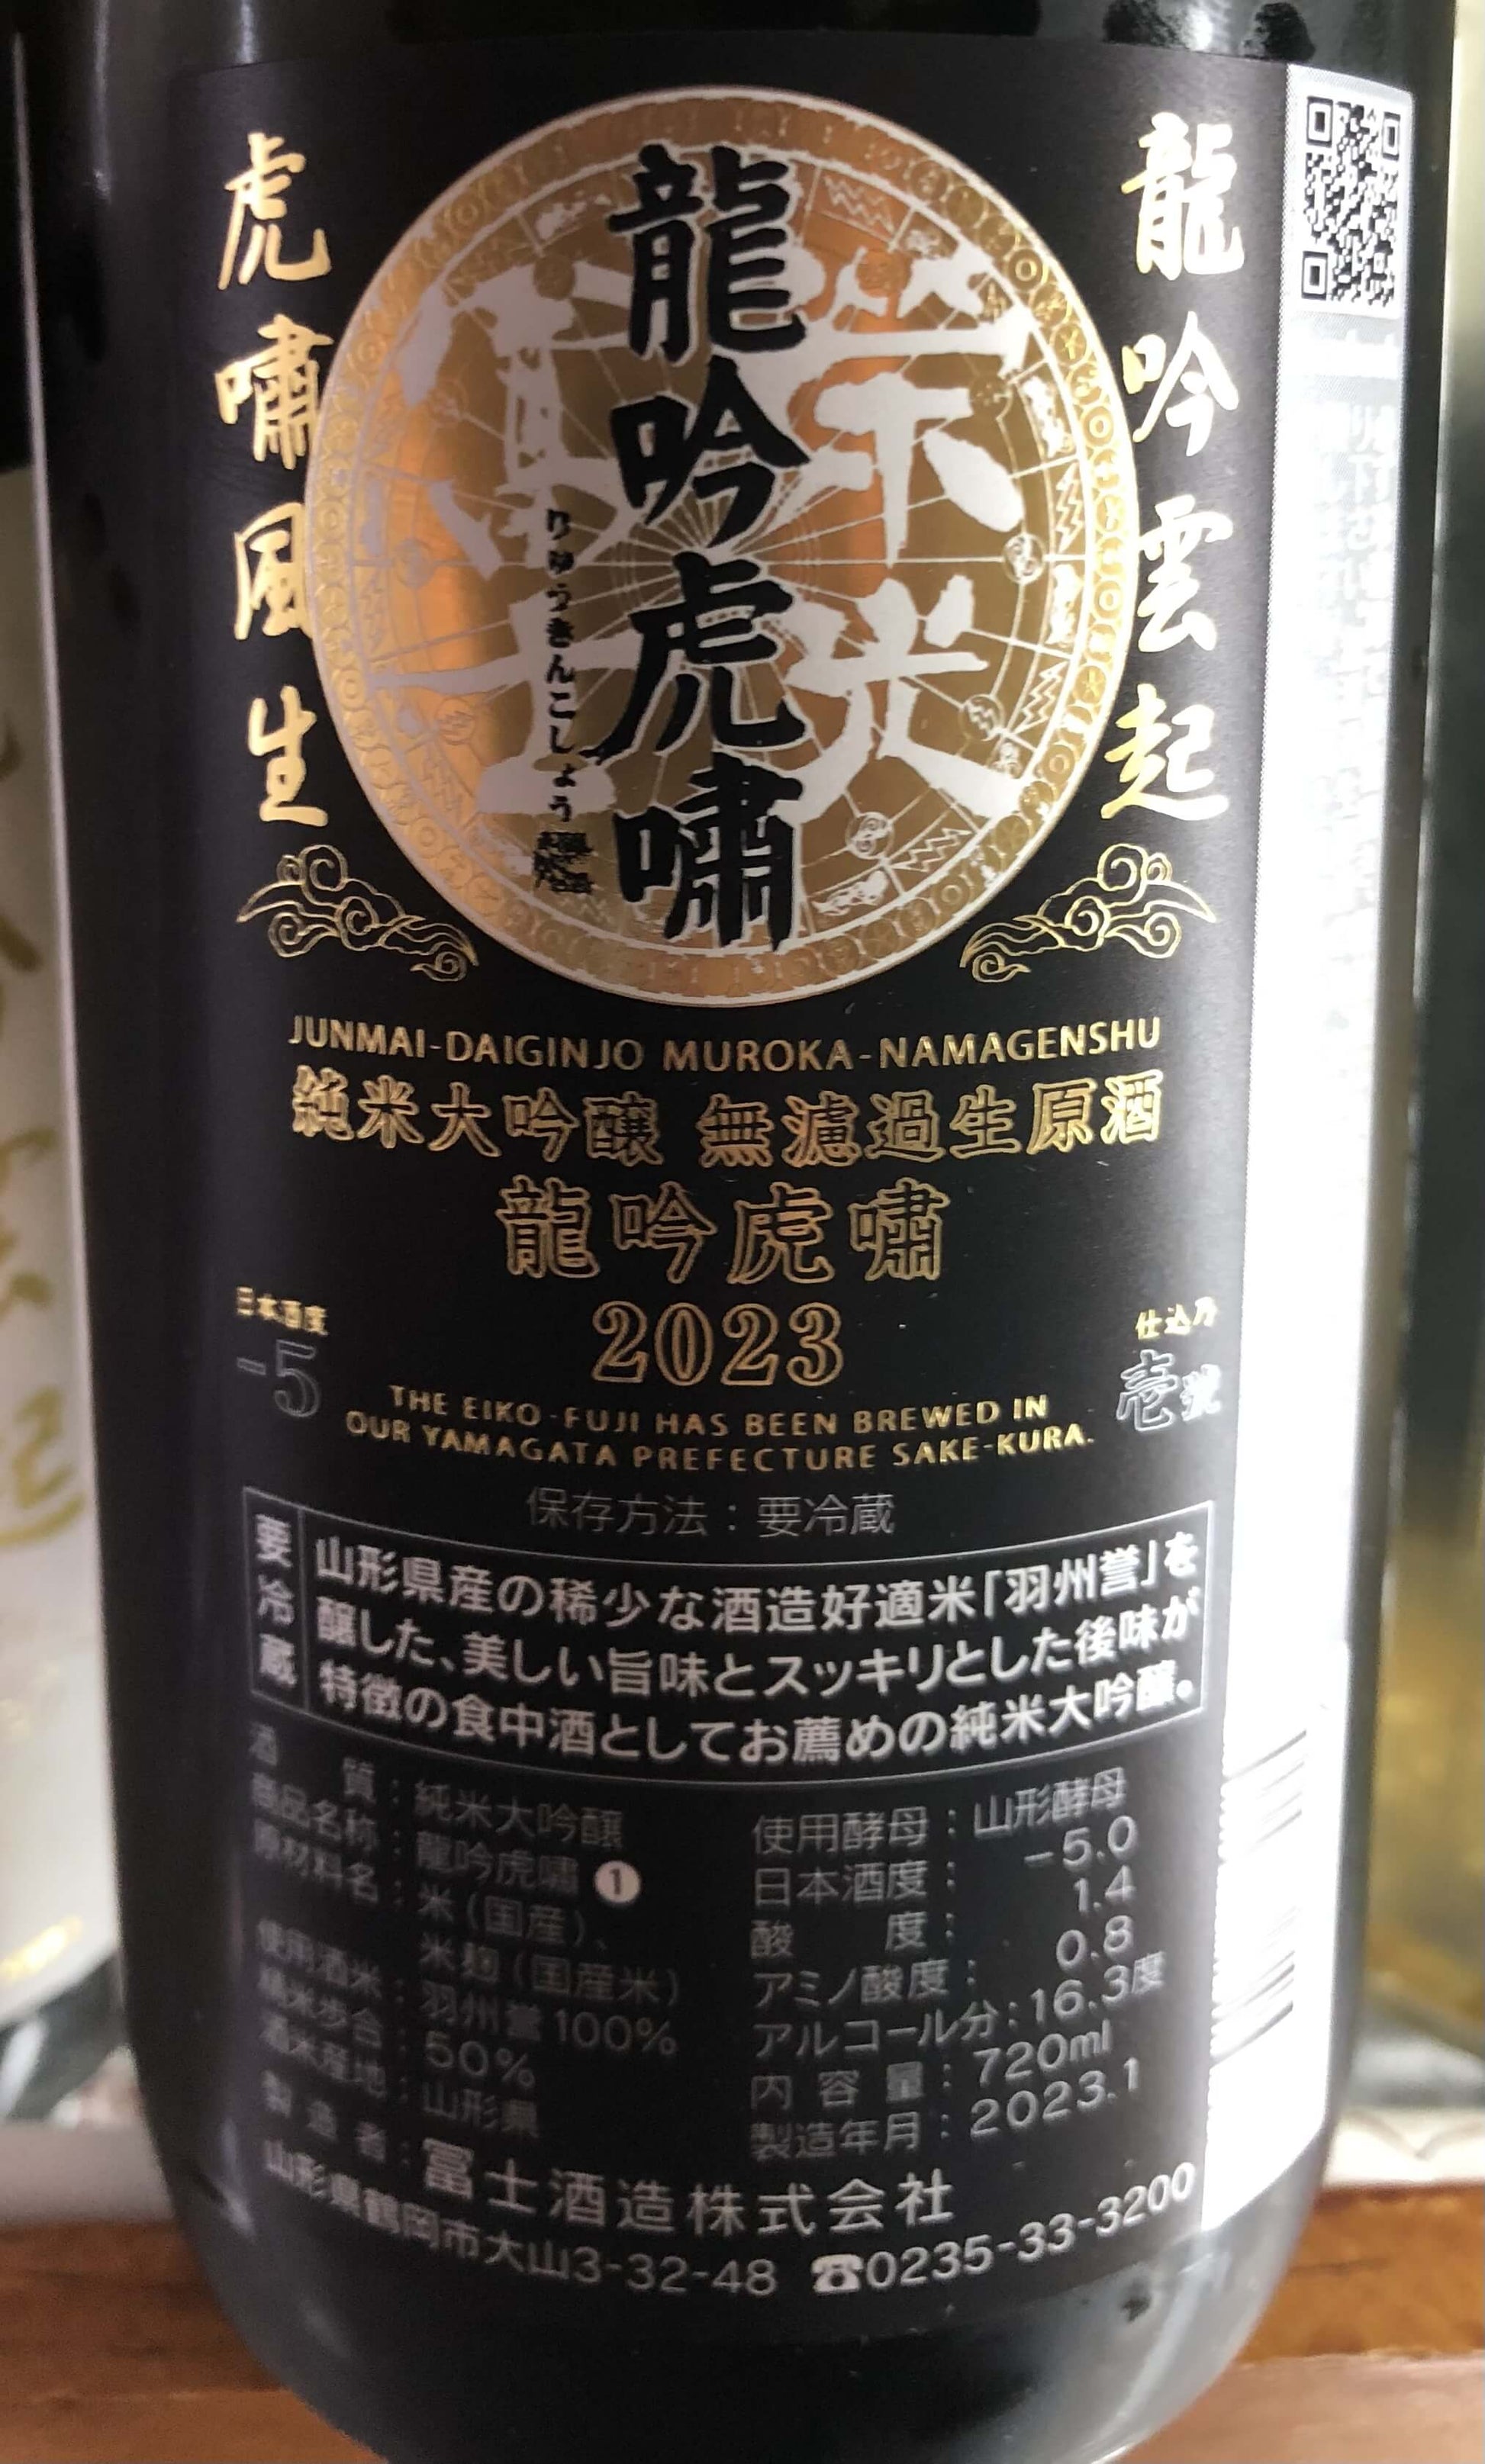 龍吟雲起
虎嘯風生
榮光
冨士
龍吟虎嘯
りゅうぎんこしょう
JUNMAI-DAIGINJO MUROKA-NAMAGENSHU
純米大吟醸 無濾過生原酒
龍吟虎嘯
2023
日本酒度
-5
仕込乃
壱號
THE EIKO-FUJI HAS BEEN BREWED IN
OUR YAMAGATA PREFECTURE SAKE-KURA.
保存方法：要冷蔵
要冷蔵
山形県産の稀少な酒造好適米「羽州誉」を
醸した、美しい旨味とスッキリとした後味が
特徴の食中酒としてお薦めの純米大吟醸。
酒質：純米大吟醸
商品名称：龍吟虎嘯 1
原材料名：米（国産）、
米麹（国産米）
使用酒米：羽州誉100%
精米歩合：50%
酒米産地：山形県
使用酵母：山形酵母
日本酒度：－5.0
酸度：1.4
アミノ酸度：0.8
アルコール分：16.3度
内容量：720ml
製造年月：2023.1
製造者：冨士酒造株式会社
山形県鶴岡市大山3-32-48 ☎0235-33-3200